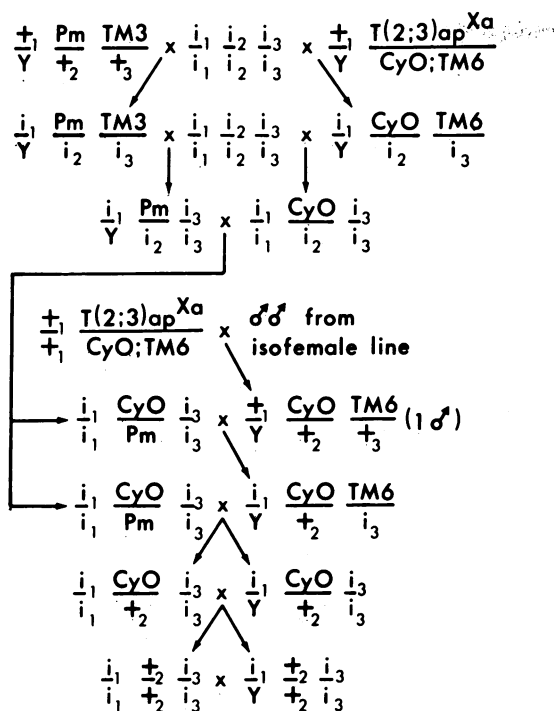 +₁ Pm TM3 x i₁ i₂ i₃ x +₁ T(2;3)apXa
Y +₂ +₃ i₁ i₂ i₃ Y CyO;TM6
i₁ Pm TM3 x i₁ i₂ i₃ x i₁ CyO TM6
Y i₂ i₃ i₁ i₂ i₃ Y i₂ i₃
i₁ Pm i₃ x i₁ CyO i₃
Y i₂ i₃ i₁ i₂ i₃
+₁ T(2;3)apXa x ♂♂ from
+₁ CyO;TM6 isofemale line
i₁ CyO i₃ x +₁ CyO TM6 (1♂)
i₁ Pm i₃ Y +₂ +₃
i₁ CyO i₃ x i₁ CyO TM6
i₁ Pm i₃ Y +₂ i₃
i₁ CyO i₃ x i₁ CyO i₃
i₁ +₂ i₃ Y +₂ i₃
i₁ +₂ i₃ x i₁ +₂ i₃
i₁ +₂ i₃ Y +₂ i₃